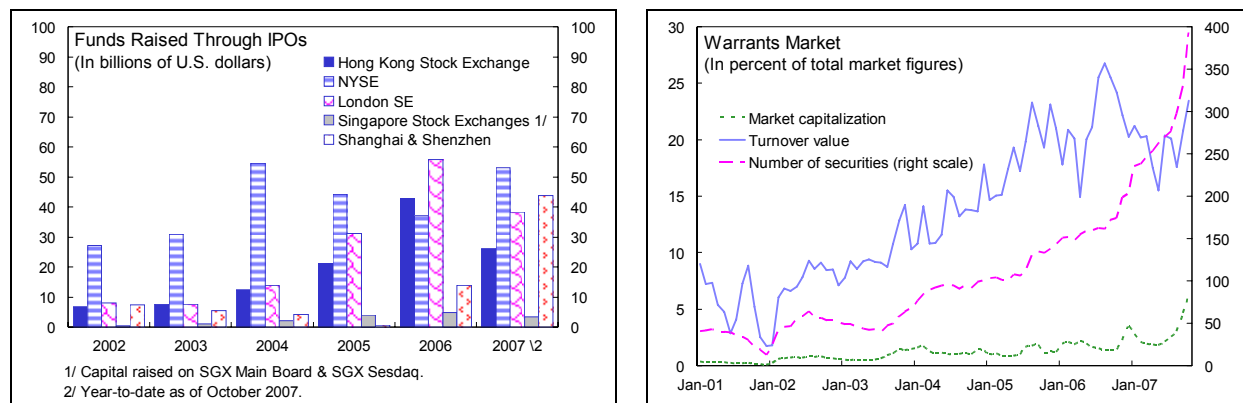 Funds Raised Through IPOs
(In billions of U.S. dollars)
Hong Kong Stock Exchange
NYSE
London SE
Singapore Stock Exchanges 1/
Shanghai & Shenzhen
100 100
90 90
80 80
70 70
60 60
50 50
40 40
30 30
20 20
10 10
0 0
2002 2003 2004 2005 2006 2007 \2
1/ Capital raised on SGX Main Board & SGX Sesdaq.
2/ Year-to-date as of October 2007.
Warrants Market
(In percent of total market figures)
Market capitalization
Turnover value
Number of securities (right scale)
30 400
350
25
300
20
250
15 200
150
10
100
5
50
0 0
Jan-01 Jan-02 Jan-03 Jan-04 Jan-05 Jan-06 Jan-07